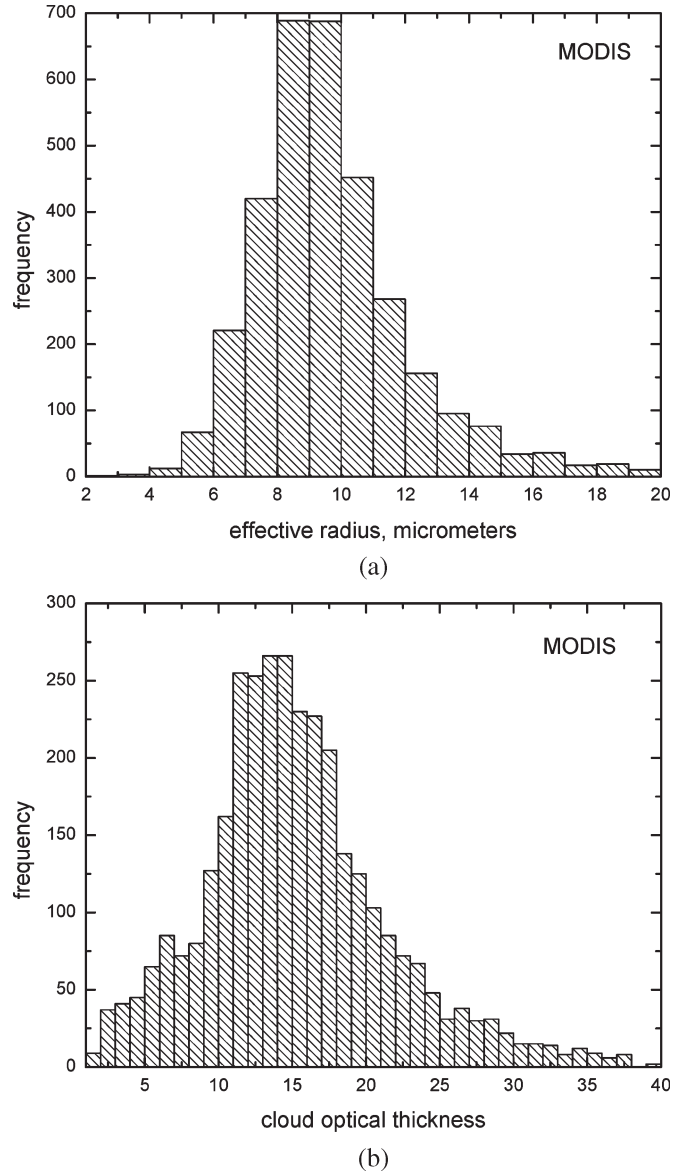 700
MODIS
600
500
400
300
200
100
0
frequency
2 4 6 8 10 12 14 16 18 20
effective radius, micrometers
(a)
300
MODIS
250
200
150
100
50
0
frequency
5 10 15 20 25 30 35 40
cloud optical thickness
(b)